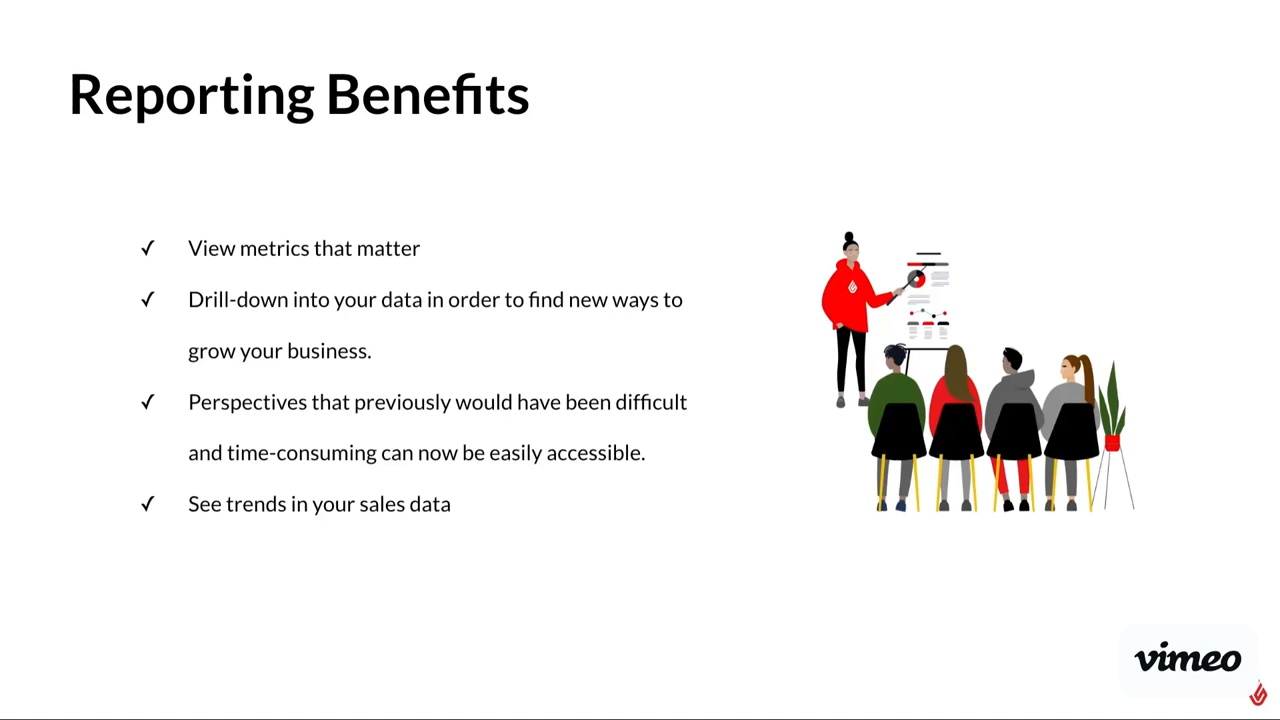 Reporting Benefits
✓ View metrics that matter
✓ Drill-down into your data in order to find new ways to
grow your business.
✓ Perspectives that previously would have been difficult
and time-consuming can now be easily accessible.
✓ See trends in your sales data
vimeo